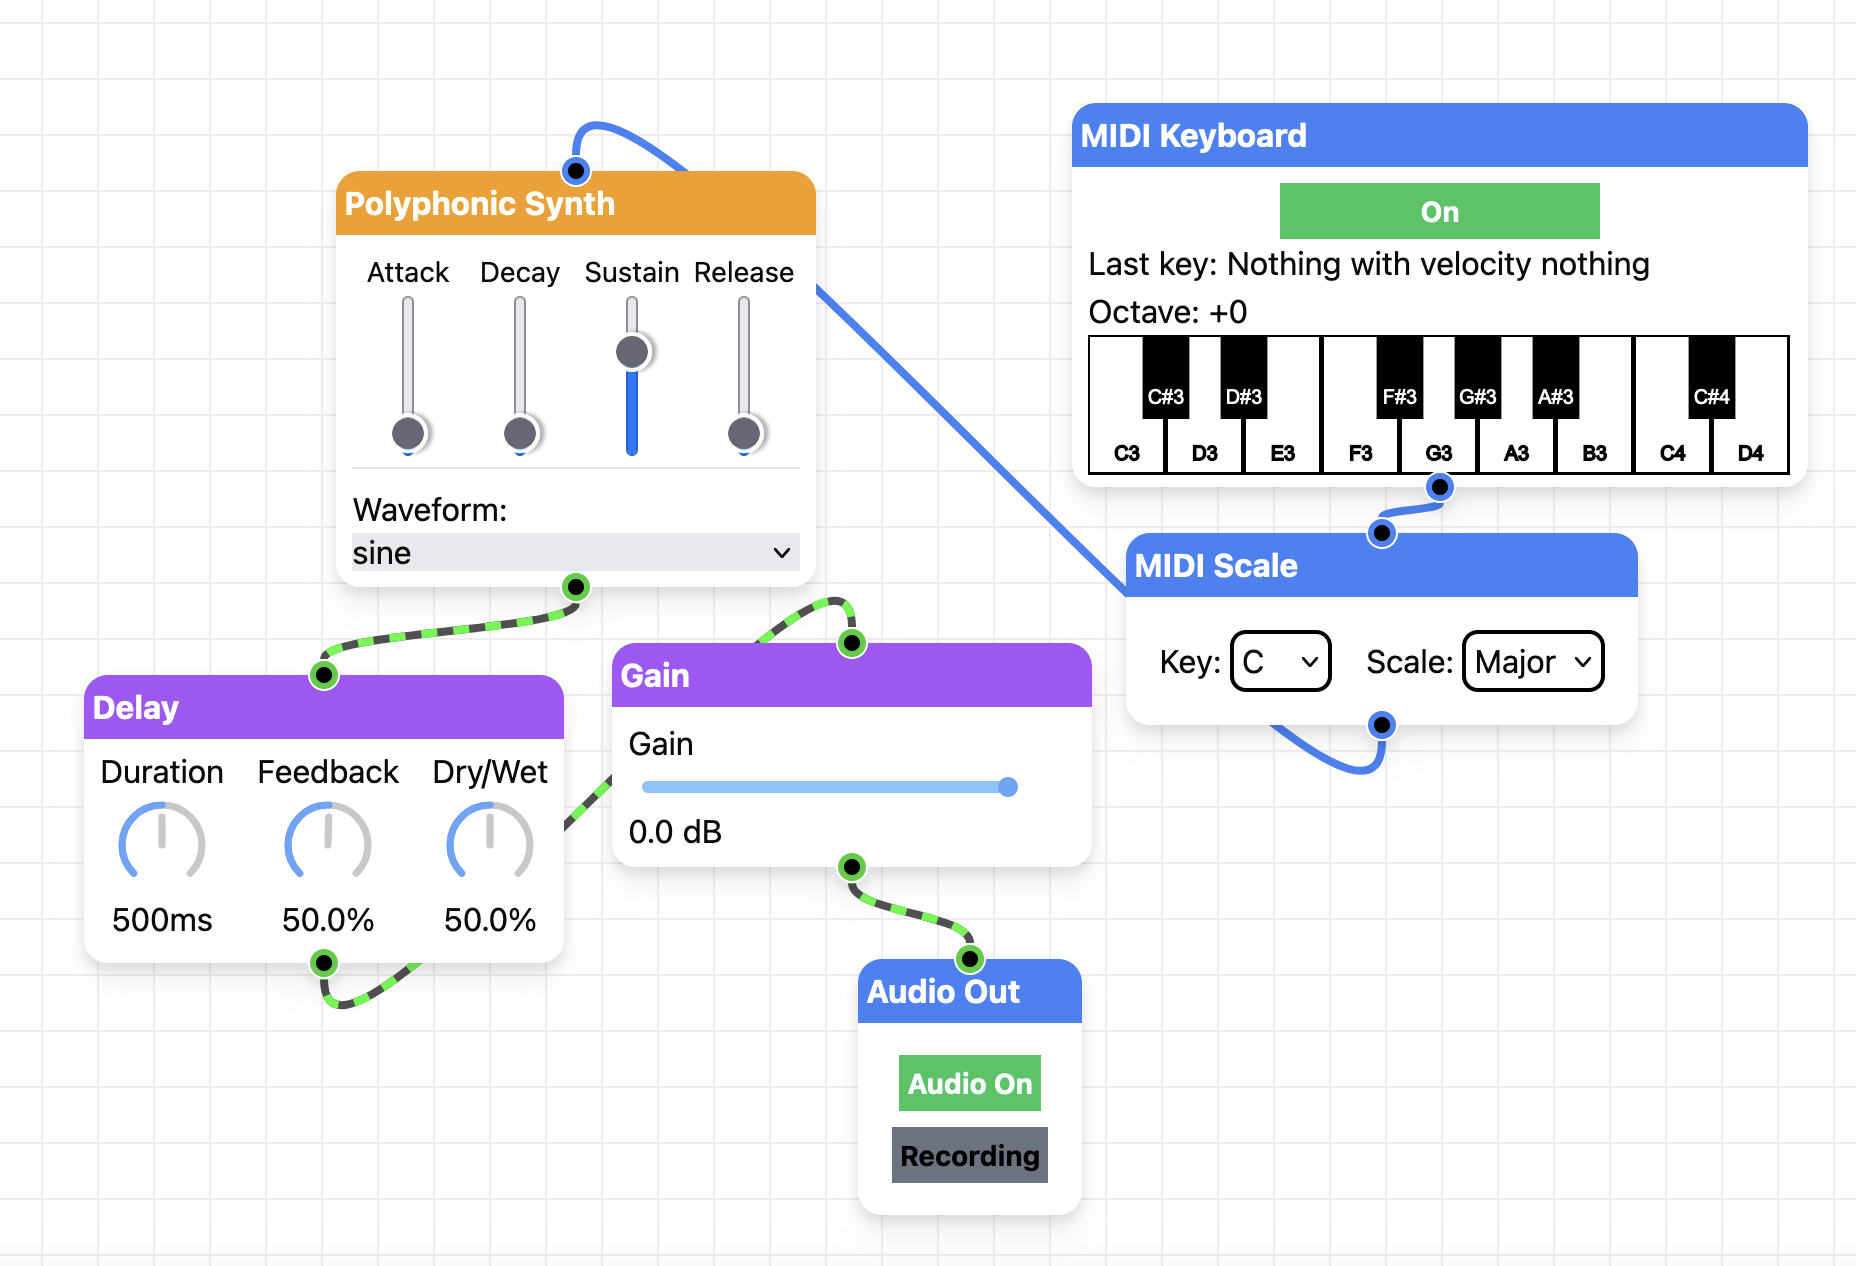 MIDI Keyboard
On
Last key: Nothing with velocity nothing
Octave: +0
C#3 D#3 F#3 G#3 A#3 C#4
C3 D3 E3 F3 G3 A3 B3 C4 D4
Polyphonic Synth
Attack Decay Sustain Release
Waveform:
sine
MIDI Scale
Key: C Scale: Major
Delay
Duration Feedback Dry/Wet
500ms 50.0% 50.0%
Gain
Gain
0.0 dB
Audio Out
Audio On
Recording